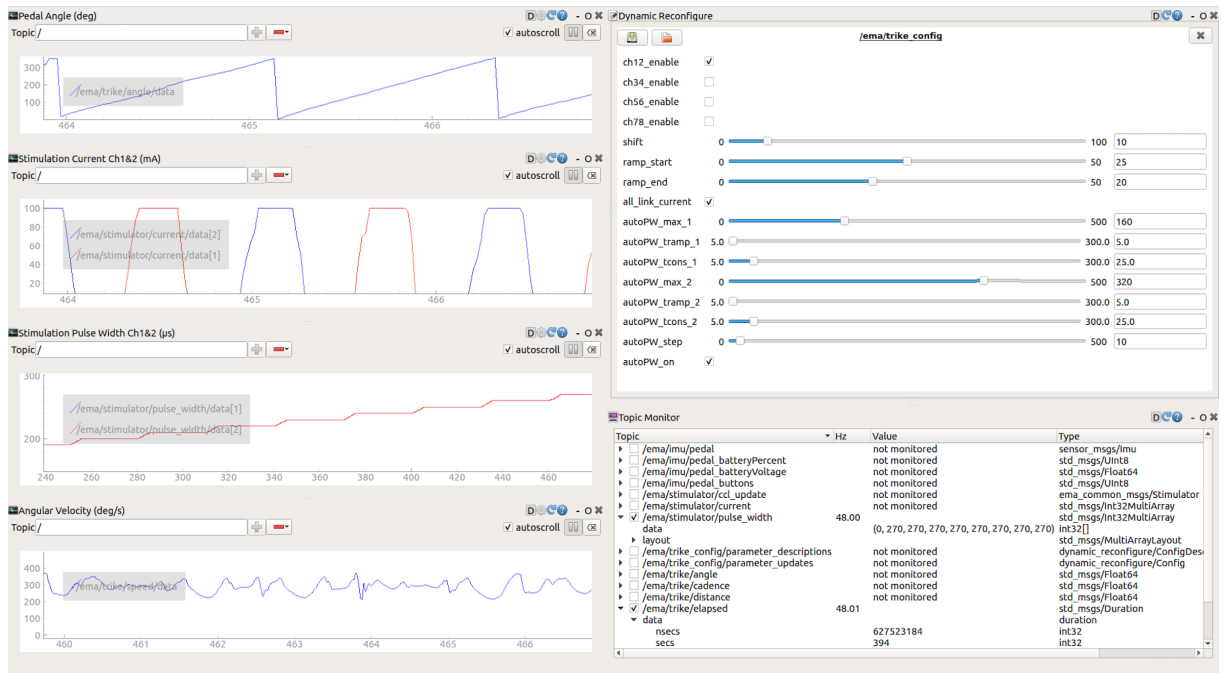 Pedal Angle (deg)
D - O ✖
Topic /
autoscroll
300
200
100
/ema/trike/angle/data
464 465 466
Stimulation Current Ch1&2 (mA)
D - O ✖
Topic /
autoscroll
100
80
60
40
20
/ema/stimulator/current/data[2]
/ema/stimulator/current/data[1]
464 465 466
Stimulation Pulse Width Ch1&2 (µs)
D - O ✖
Topic /
autoscroll
300
200
/ema/stimulator/pulse_width/data[1]
/ema/stimulator/pulse_width/data[2]
240 260 280 300 320 340 360 380 400 420 440 460
Angular Velocity (deg/s)
D - O ✖
Topic /
autoscroll
400
300
200
100
0
/ema/trike/speed/data
460 461 462 463 464 465 466
Dynamic Reconfigure
D - O ✖
/ema/trike_config
ch12_enable
ch34_enable
ch56_enable
ch78_enable
shift 0 100 10
ramp_start 0 50 25
ramp_end 0 50 20
all_link_current
autoPW_max_1 0 500 160
autoPW_tramp_1 5.0 300.0 5.0
autoPW_tcons_1 5.0 300.0 25.0
autoPW_max_2 0 500 320
autoPW_tramp_2 5.0 300.0 5.0
autoPW_tcons_2 5.0 300.0 25.0
autoPW_step 0 500 10
autoPW_on
Topic Monitor
D - O ✖
Topic Hz Value Type
/ema/imu/pedal not monitored sensor_msgs/Imu
/ema/imu/pedal_batteryPercent not monitored std_msgs/UInt8
/ema/imu/pedal_batteryVoltage not monitored std_msgs/Float64
/ema/imu/pedal_buttons not monitored std_msgs/UInt8
/ema/stimulator/ccl_update not monitored ema_common_msgs/Stimulator
/ema/stimulator/current not monitored std_msgs/Int32MultiArray
/ema/stimulator/pulse_width 48.00 std_msgs/Int32MultiArray
data (0, 270, 270, 270, 270, 270, 270, 270, 270) int32[]
layout std_msgs/MultiArrayLayout
/ema/trike_config/parameter_descriptions not monitored dynamic_reconfigure/ConfigDes
/ema/trike_config/parameter_updates not monitored dynamic_reconfigure/Config
/ema/trike/angle not monitored std_msgs/Float64
/ema/trike/cadence not monitored std_msgs/Float64
/ema/trike/distance not monitored std_msgs/Float64
/ema/trike/elapsed 48.01 std_msgs/Duration
data duration
nsecs 627523184 int32
secs 394 int32